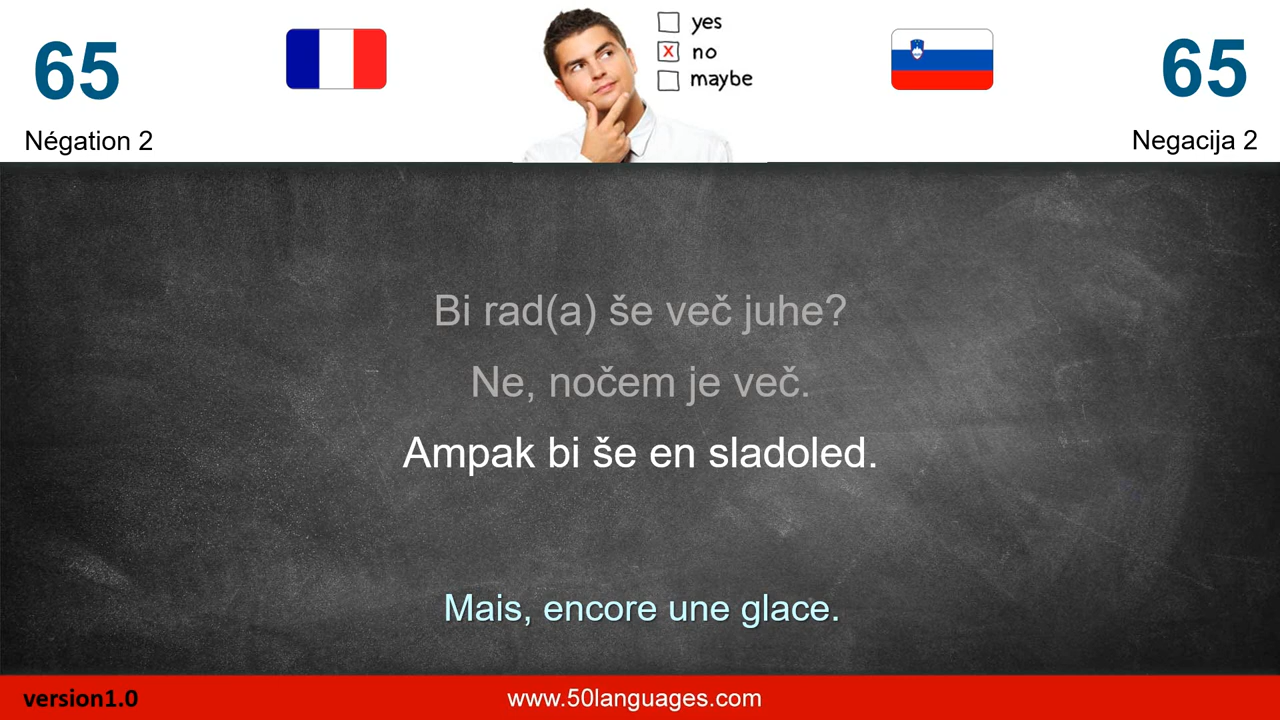 65
yes
no
maybe
65
Négation 2
Negacija 2
Bi rad(a) še več juhe?
Ne, nočem je več.
Ampak bi še en sladoled.
Mais, encore une glace.
version1.0
www.50languages.com